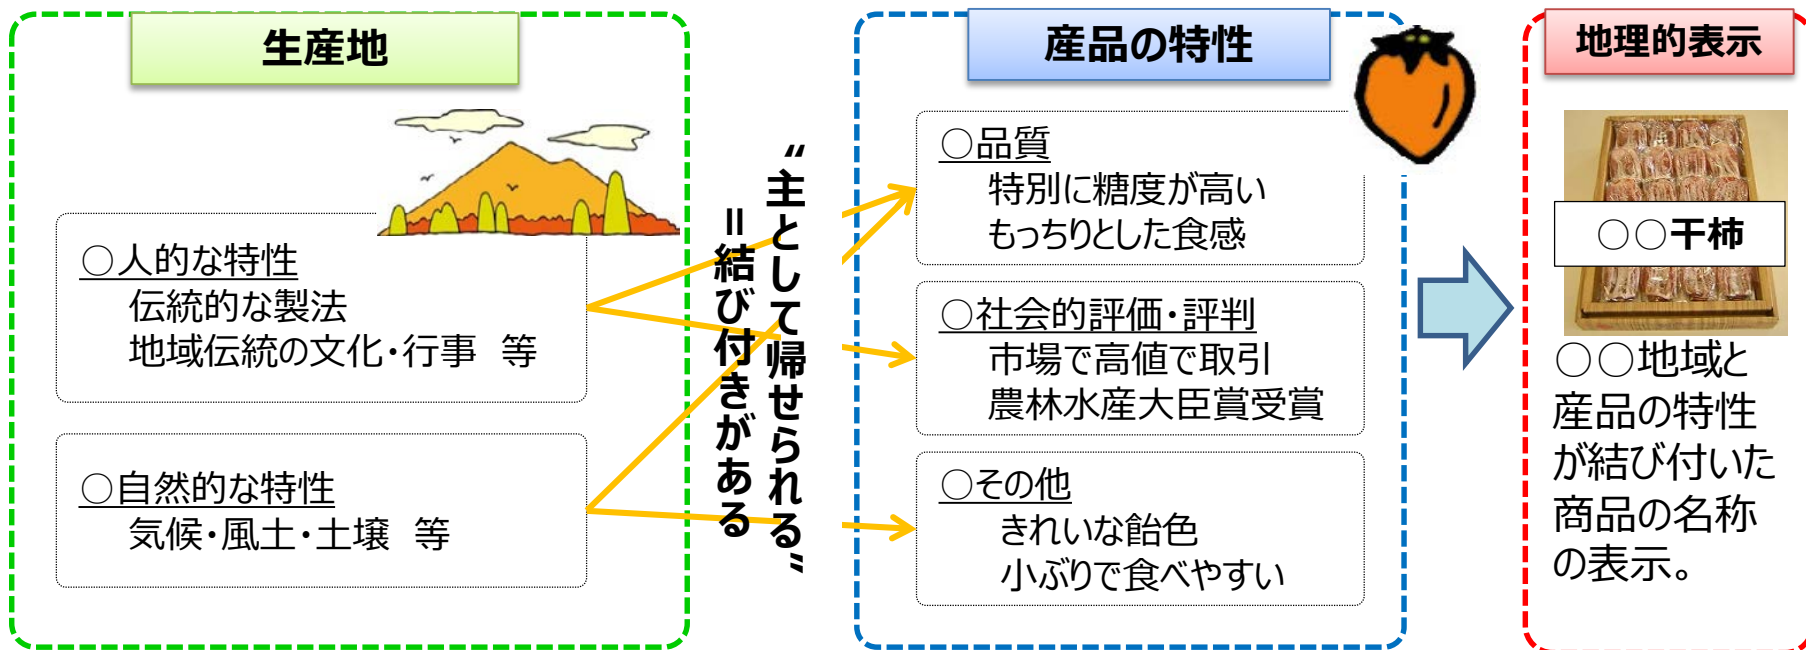 生産地
○人的な特性
伝統的な製法
地域伝統の文化・行事 等
○自然的な特性
気候・風土・土壌 等
“主として帰せられる”
＝結び付きがある
産品の特性
○品質
特別に糖度が高い
もっちりとした食感
○社会的評価・評判
市場で高値で取引
農林水産大臣賞受賞
○その他
きれいな飴色
小ぶりで食べやすい
地理的表示
○○干柿
○○地域と
産品の特性
が結び付いた
商品の名称
の表示。